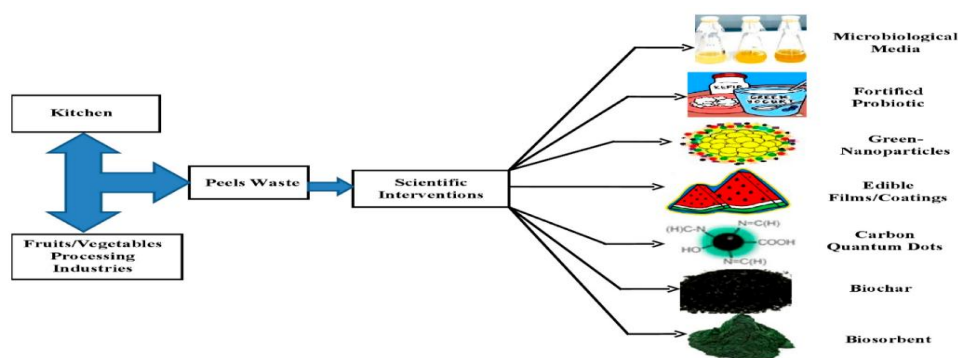 Kitchen
Fruits/Vegetables
Processing
Industries
Peels Waste
Scientific
Interventions
Microbiological
Media
KEFIR
GREEK
YOGURT
Fortified
Probiotic
Green-
Nanoparticles
Edible
Films/Coatings
N=C(H)
(H)C-N
HO
COOH
N=C(H)
Carbon
Quantum Dots
Biochar
Biosorbent